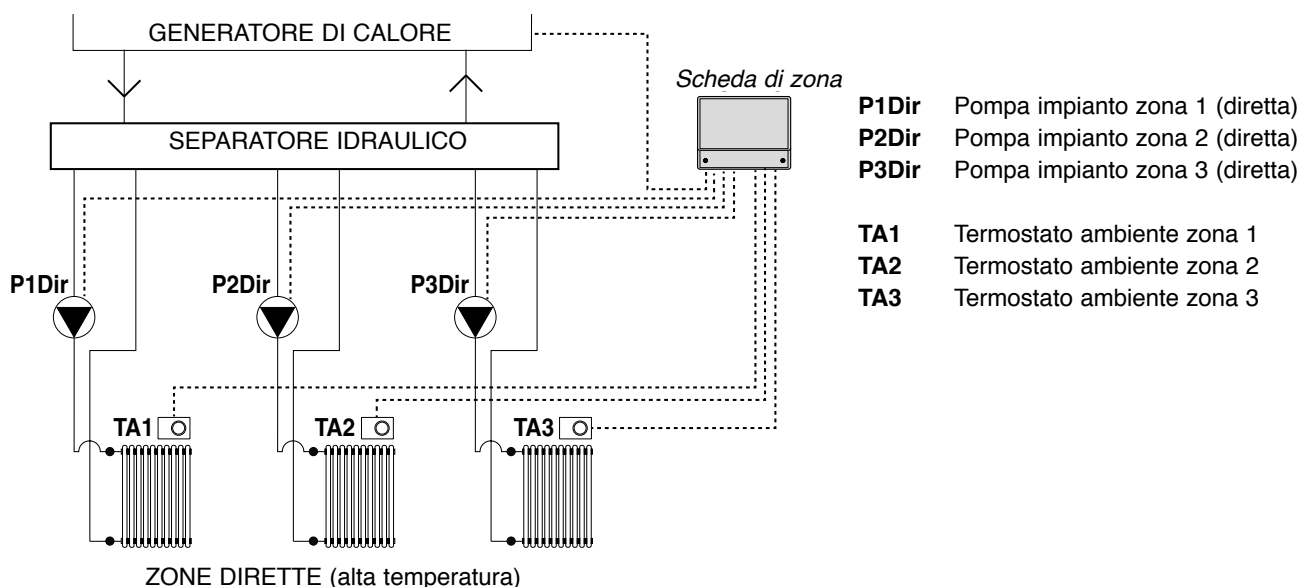 GENERATORE DI CALORE
Scheda di zona
SEPARATORE IDRAULICO
P1Dir Pompa impianto zona 1 (diretta)
P2Dir Pompa impianto zona 2 (diretta)
P3Dir Pompa impianto zona 3 (diretta)
TA1 Termostato ambiente zona 1
TA2 Termostato ambiente zona 2
TA3 Termostato ambiente zona 3
P1Dir P2Dir P3Dir
TA1 TA2 TA3
ZONE DIRETTE (alta temperatura)